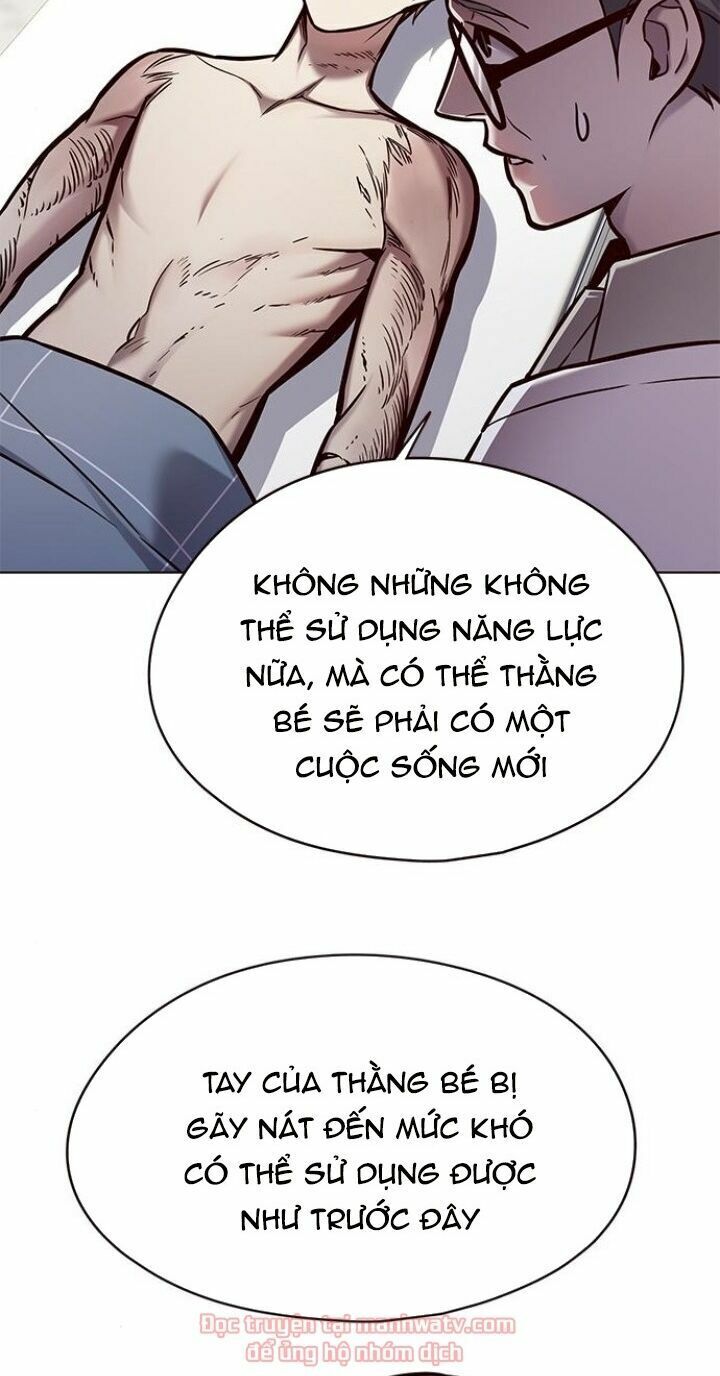 KHÔNG NHỮNG KHÔNG
THỂ SỬ DỤNG NĂNG LỰC
NỮA, MÀ CÓ THỂ THẰNG
BÉ SẼ PHẢI CÓ MỘT
CUỘC SỐNG MỚI
TAY CỦA THẰNG BÉ BỊ
GÃY NÁT ĐẾN MỨC KHÓ
CÓ THỂ SỬ DỤNG ĐƯỢC
NHƯ TRƯỚC ĐÂY
Đọc truyện tại manhwatv.com
để ủng hộ nhóm dịch